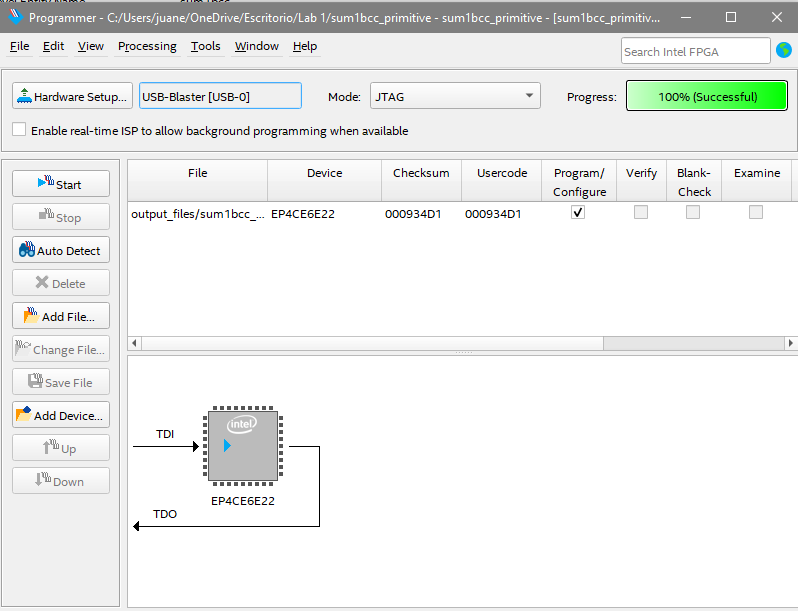 Programmer - C:/Users/juane/OneDrive/Escritorio/Lab 1/sum1bcc_primitive - sum1bcc_primitive - [sum1bcc_primitiv...
File Edit View Processing Tools Window Help
Search Intel FPGA
Hardware Setup... USB-Blaster [USB-0] Mode: JTAG Progress: 100% (Successful)
Enable real-time ISP to allow background programming when available
Start
Stop
Auto Detect
Delete
Add File...
Change File...
Save File
Add Device...
Up
Down
File Device Checksum Usercode Program/ Verify Blank- Examine
Configure Check
output_files/sum1bcc_... EP4CE6E22 000934D1 000934D1
intel
TDI
EP4CE6E22
TDO